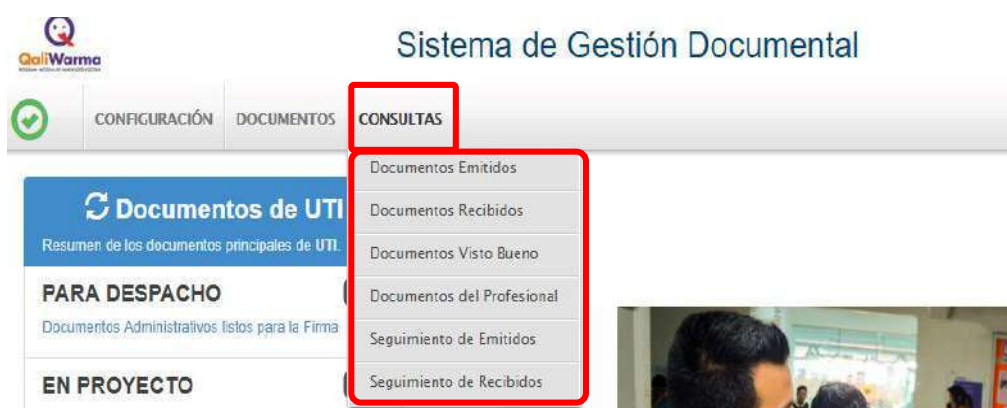 QaliWarma
Sistema de Gestión Documental
CONFIGURACIÓN DOCUMENTOS CONSULTAS
Documentos Emitidos
Documentos Recibidos
Documentos Visto Bueno
Documentos del Profesional
Seguimiento de Emitidos
Seguimiento de Recibidos
Documentos de UTI
Resumen de los documentos principales de UTI.
PARA DESPACHO
Documentos Administrativos listos para la Firma
EN PROYECTO